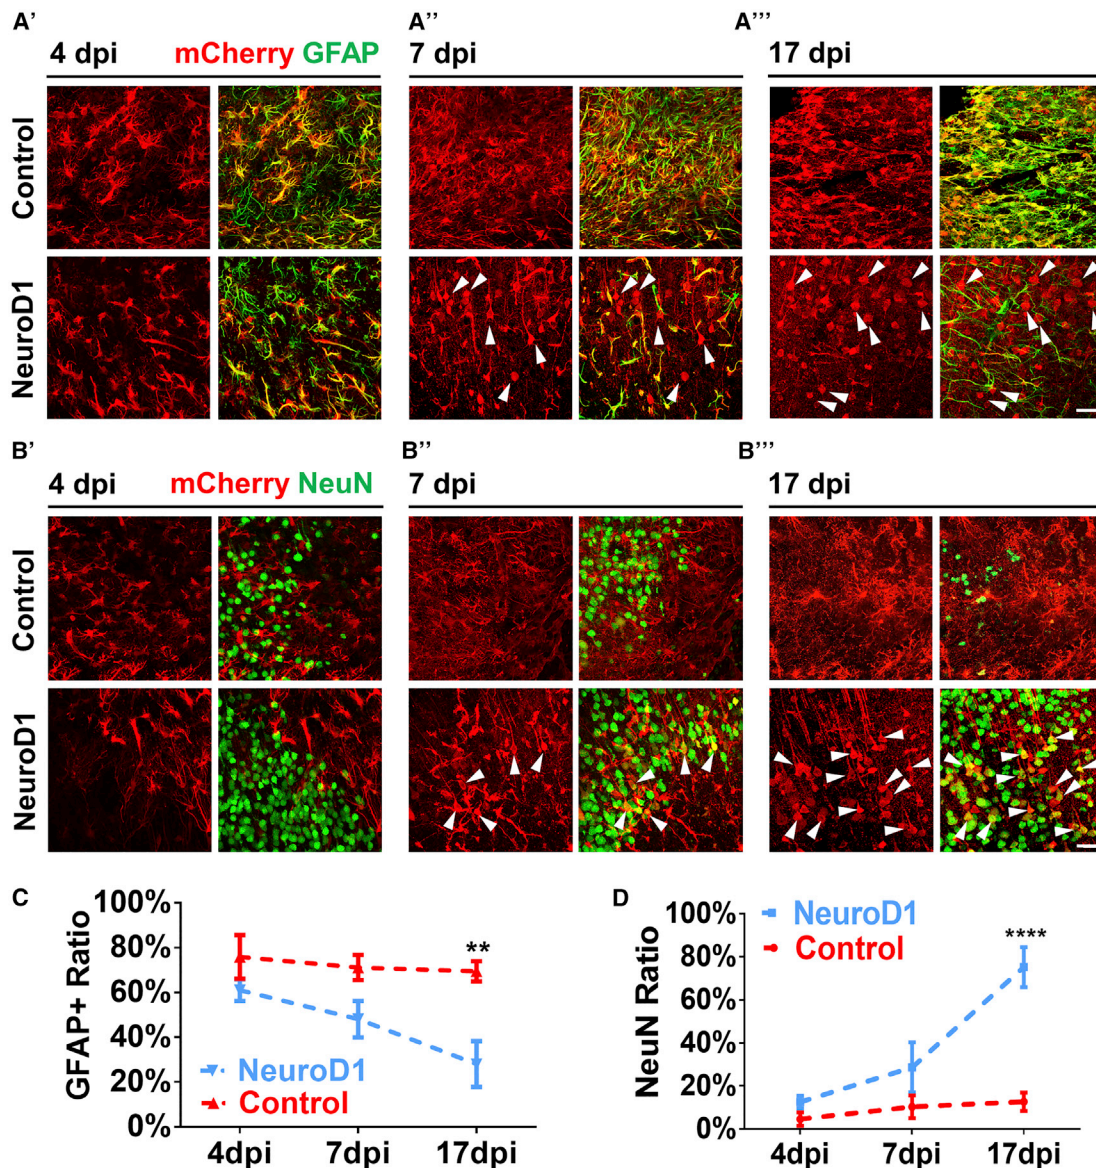 A' A'' A'''
4 dpi mCherry GFAP 7 dpi 17 dpi
Control
NeuroD1
B' B'' B'''
4 dpi mCherry NeuN 7 dpi 17 dpi
Control
NeuroD1
C
GFAP+ Ratio
100%
80%
60%
40%
20%
0%
**
NeuroD1
Control
4dpi 7dpi 17dpi
D
NeuN Ratio
100%
80%
60%
40%
20%
0%
NeuroD1
Control
****
4dpi 7dpi 17dpi